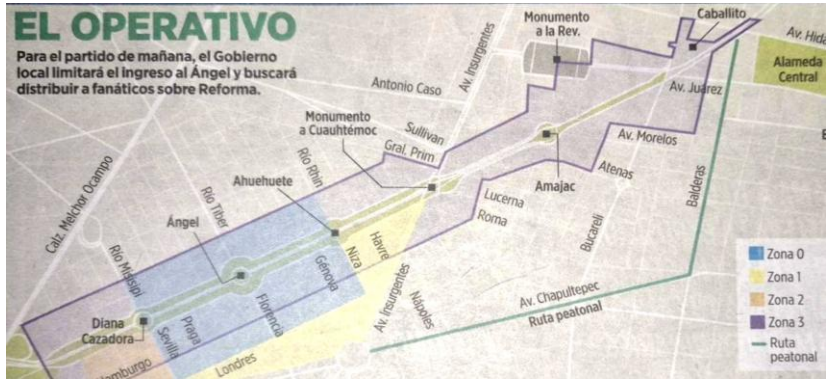 EL OPERATIVO
Para el partido de mañana, el Gobierno
local limitará el ingreso al Ángel y buscará
distribuir a fanáticos sobre Reforma.
Monumento
a la Rev.
Caballito
Av. Insurgentes
Antonio Caso
Av. Juárez
Alameda
Central
Monumento
a Cuauhtémoc
Sullivan
Gral. Prim
Av. Morelos
Calz. Melchor Ocampo
Río Rhin
Ahuehuete
Río Tíber
Ángel
Atenas
Amajac
Lucerna
Roma
Balderas
Bucareli
Río Misisipi
Génova
Niza
Havre
Zona 0
Zona 1
Zona 2
Zona 3
Ruta
peatonal
Diana
Cazadora
Sevilla
Praga
Florencia
Av. Insurgentes
Nápoles
Av. Chapultepec
Ruta peatonal
Londres